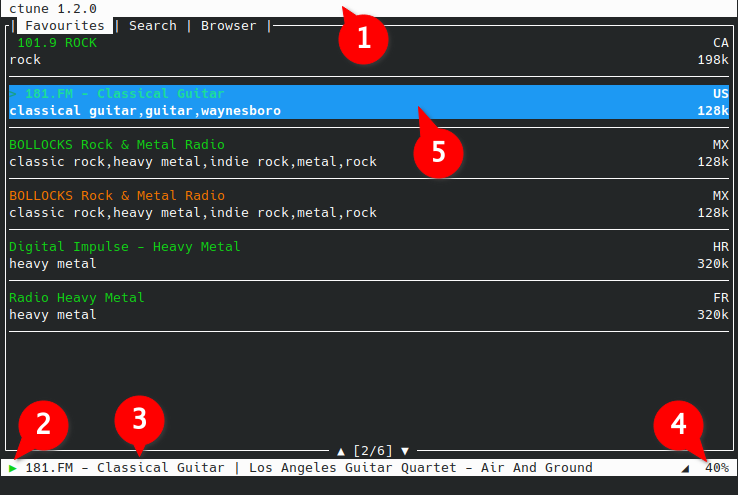 ctune 1.2.0
| Favourites | Search | Browser |
1
101.9 ROCK CA
rock 198k
181.FM – Classical Guitar US
classical guitar,guitar,waynesboro 128k
5
BOLLOCKS Rock & Metal Radio MX
classic rock,heavy metal,indie rock,metal,rock 128k
BOLLOCKS Rock & Metal Radio MX
classic rock,heavy metal,indie rock,metal,rock 128k
Digital Impulse – Heavy Metal HR
heavy metal 320k
Radio Heavy Metal FR
heavy metal 320k
2
3
4
▲ [2/6] ▼
▶ 181.FM – Classical Guitar | Los Angeles Guitar Quartet – Air And Ground ◢ 40%